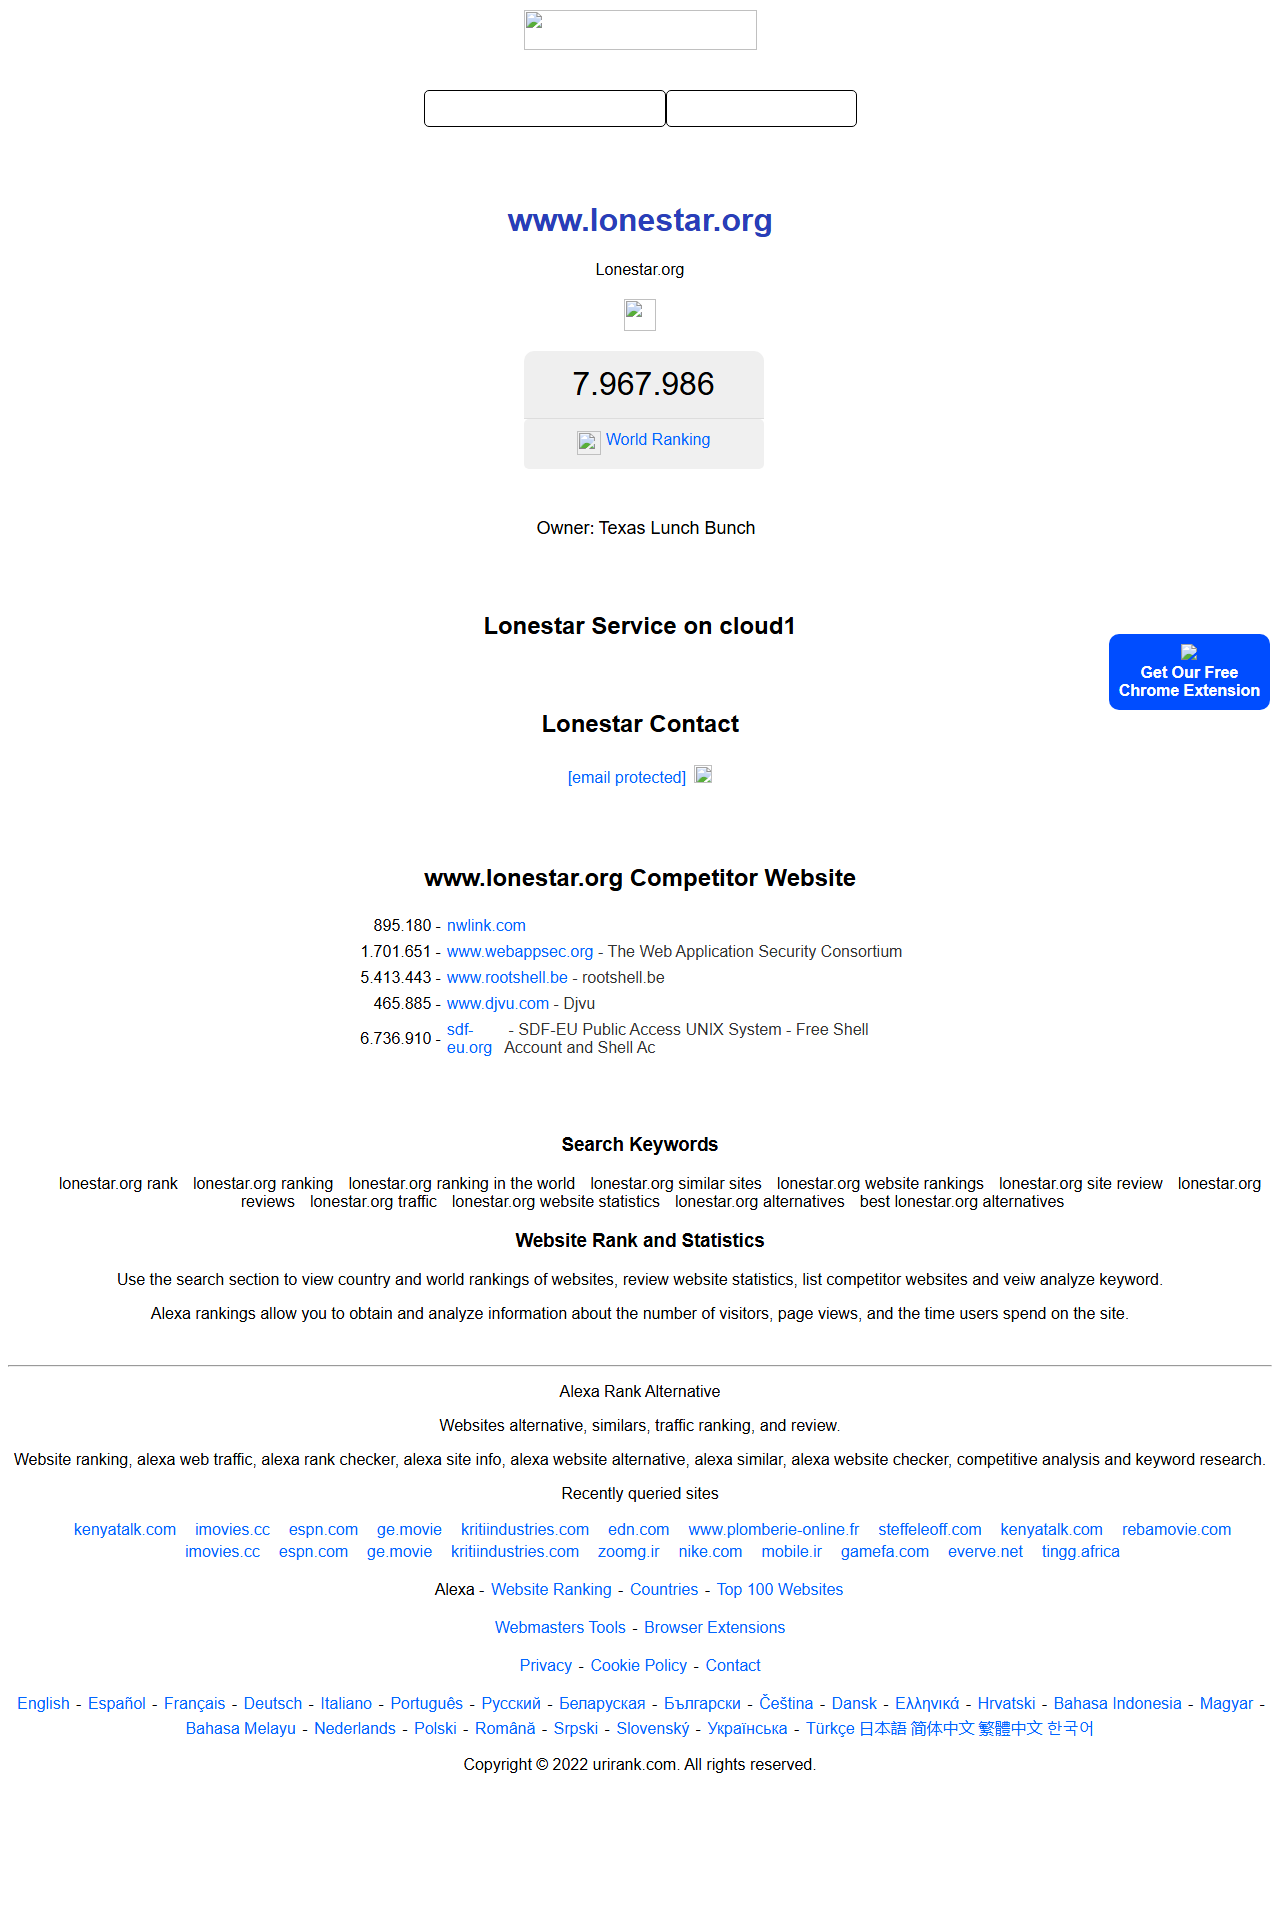 www.lonestar.org
Lonestar.org
7.967.986
World Ranking
Owner: Texas Lunch Bunch
Lonestar Service on cloud1
Get Our Free
Chrome Extension
Lonestar Contact
[email protected]
www.lonestar.org Competitor Website
895.180 - nwlink.com
1.701.651 - www.webappsec.org - The Web Application Security Consortium
5.413.443 - www.rootshell.be - rootshell.be
465.885 - www.djvu.com - Djvu
6.736.910 - sdf-eu.org - SDF-EU Public Access UNIX System - Free Shell
Account and Shell Ac
Search Keywords
lonestar.org rank lonestar.org ranking lonestar.org ranking in the world lonestar.org similar sites lonestar.org website rankings lonestar.org site review lonestar.org
reviews lonestar.org traffic lonestar.org website statistics lonestar.org alternatives best lonestar.org alternatives
Website Rank and Statistics
Use the search section to view country and world rankings of websites, review website statistics, list competitor websites and veiw analyze keyword.
Alexa rankings allow you to obtain and analyze information about the number of visitors, page views, and the time users spend on the site.
Alexa Rank Alternative
Websites alternative, similars, traffic ranking, and review.
Website ranking, alexa web traffic, alexa rank checker, alexa site info, alexa website alternative, alexa similar, alexa website checker, competitive analysis and keyword research.
Recently queried sites
kenyatalk.com imovies.cc espn.com ge.movie kritiindustries.com edn.com www.plomberie-online.fr steffeleoff.com kenyatalk.com rebamovie.com
imovies.cc espn.com ge.movie kritiindustries.com zoomg.ir nike.com mobile.ir gamefa.com everve.net tingg.africa
Alexa - Website Ranking - Countries - Top 100 Websites
Webmasters Tools - Browser Extensions
Privacy - Cookie Policy - Contact
English - Español - Français - Deutsch - Italiano - Português - Русский - Беларуская - Български - Čeština - Dansk - Ελληνικά - Hrvatski - Bahasa Indonesia - Magyar -
Bahasa Melayu - Nederlands - Polski - Română - Srpski - Slovenský - Українська - Türkçe 日本語 简体中文 繁體中文 한국어
Copyright © 2022 urirank.com. All rights reserved.